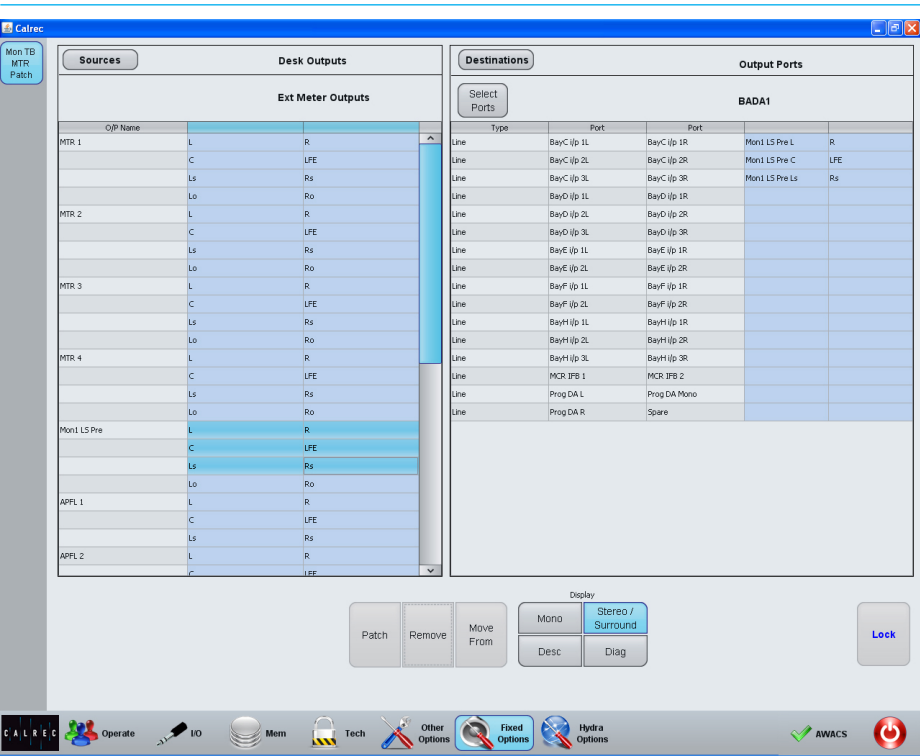 Calrec
Mon TB
MTR
Patch
Sources
Desk Outputs
Ext Meter Outputs
O/P Name
MTR 1 L R
C LFE
Ls Rs
Lo Ro
MTR 2 L R
C LFE
Ls Rs
Lo Ro
MTR 3 L R
C LFE
Ls Rs
Lo Ro
MTR 4 L R
C LFE
Ls Rs
Lo Ro
Mon1 LS Pre L R
C LFE
Ls Rs
Lo Ro
APFL 1 L R
C LFE
Ls Rs
APFL 2 L R
C LFE
Destinations
Output Ports
Select
Ports
BADA1
Type Port Port
Line BayC i/p 1L BayC i/p 1R Mon1 LS Pre L R
Line BayC i/p 2L BayC i/p 2R Mon1 LS Pre C LFE
Line BayC i/p 3L BayC i/p 3R Mon1 LS Pre Ls Rs
Line BayD i/p 1L BayD i/p 1R
Line BayD i/p 2L BayD i/p 2R
Line BayD i/p 3L BayD i/p 3R
Line BayE i/p 1L BayE i/p 1R
Line BayE i/p 2L BayE i/p 2R
Line BayF i/p 1L BayF i/p 1R
Line BayF i/p 2L BayF i/p 2R
Line BayH i/p 1L BayH i/p 1R
Line BayH i/p 2L BayH i/p 2R
Line BayH i/p 3L BayH i/p 3R
Line MCR IFB 1 MCR IFB 2
Line Prog DA L Prog DA Mono
Line Prog DA R Spare
Patch
Remove
Move
From
Display
Mono
Stereo /
Surround
Desc
Diag
Lock
CALREC
Operate
I/O
Mem
Tech
Other
Options
Fixed
Options
Hydra
Options
AWACS